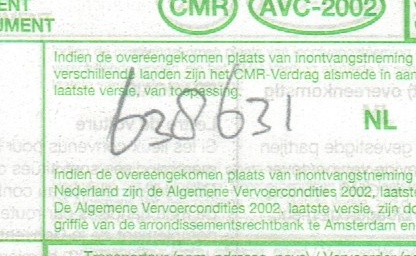 ENT
UMENT
CMR AVC-2002
Indien de overeengekomen plaats van inontvangstneming
verschillende landen zijn het CMR-Verdrag alsmede in aan
laatste versie, van toepassing.
638631
NL
Indien de overeengekomen plaats van inontvangstneming
Nederland zijn de Algemene Vervoercondities 2002, laatste
De Algemene Vervoercondities 2002, laatste versie, zijn do
griffie van de arrondissementsrechtbank te Amsterdam en